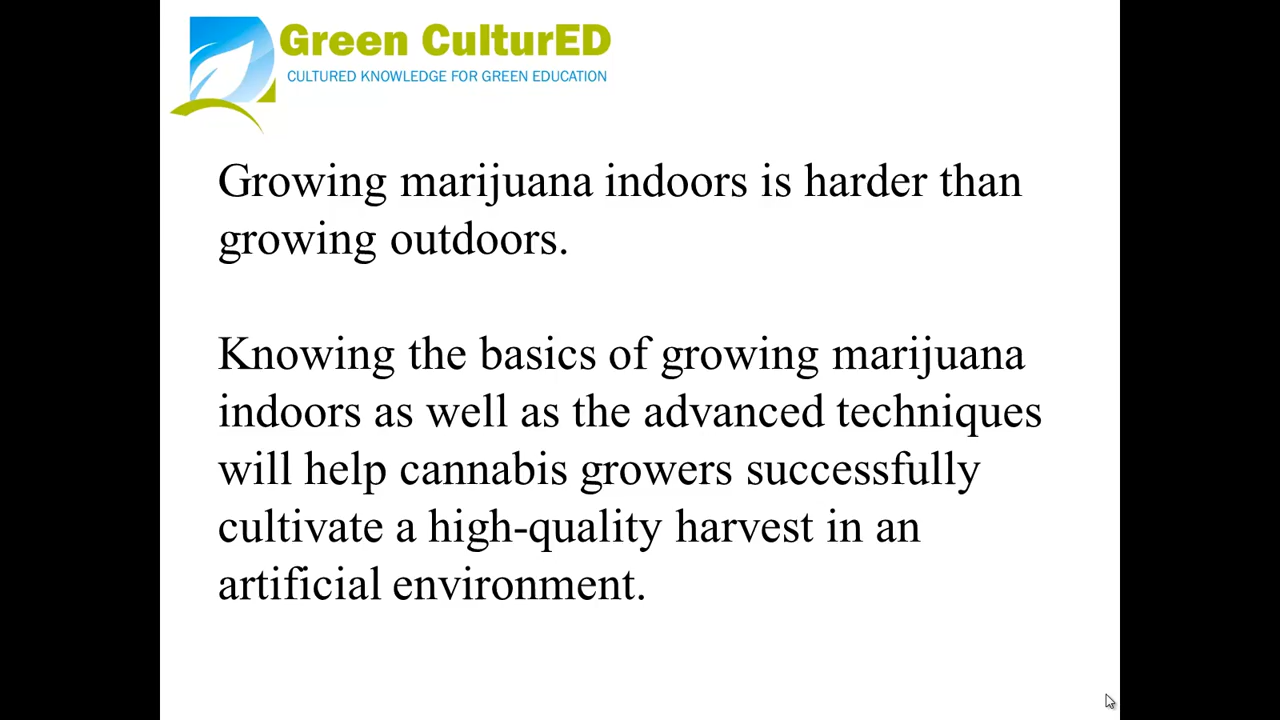 Green CulturED
CULTURED KNOWLEDGE FOR GREEN EDUCATION
Growing marijuana indoors is harder than
growing outdoors.
Knowing the basics of growing marijuana
indoors as well as the advanced techniques
will help cannabis growers successfully
cultivate a high-quality harvest in an
artificial environment.